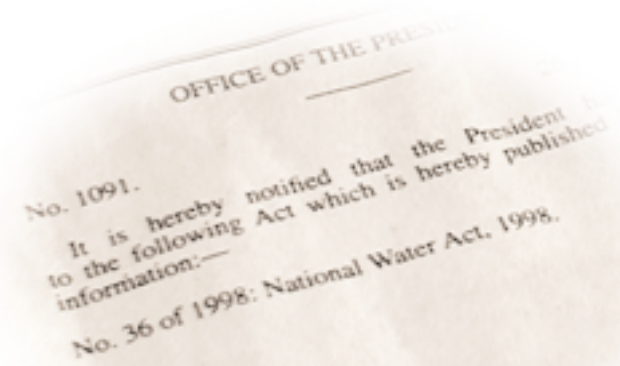 OFFICE OF THE
No. 1091.
It is hereby notified that the President
to the following Act which is hereby published
information:—
No. 36 of 1998: National Water Act, 1998.